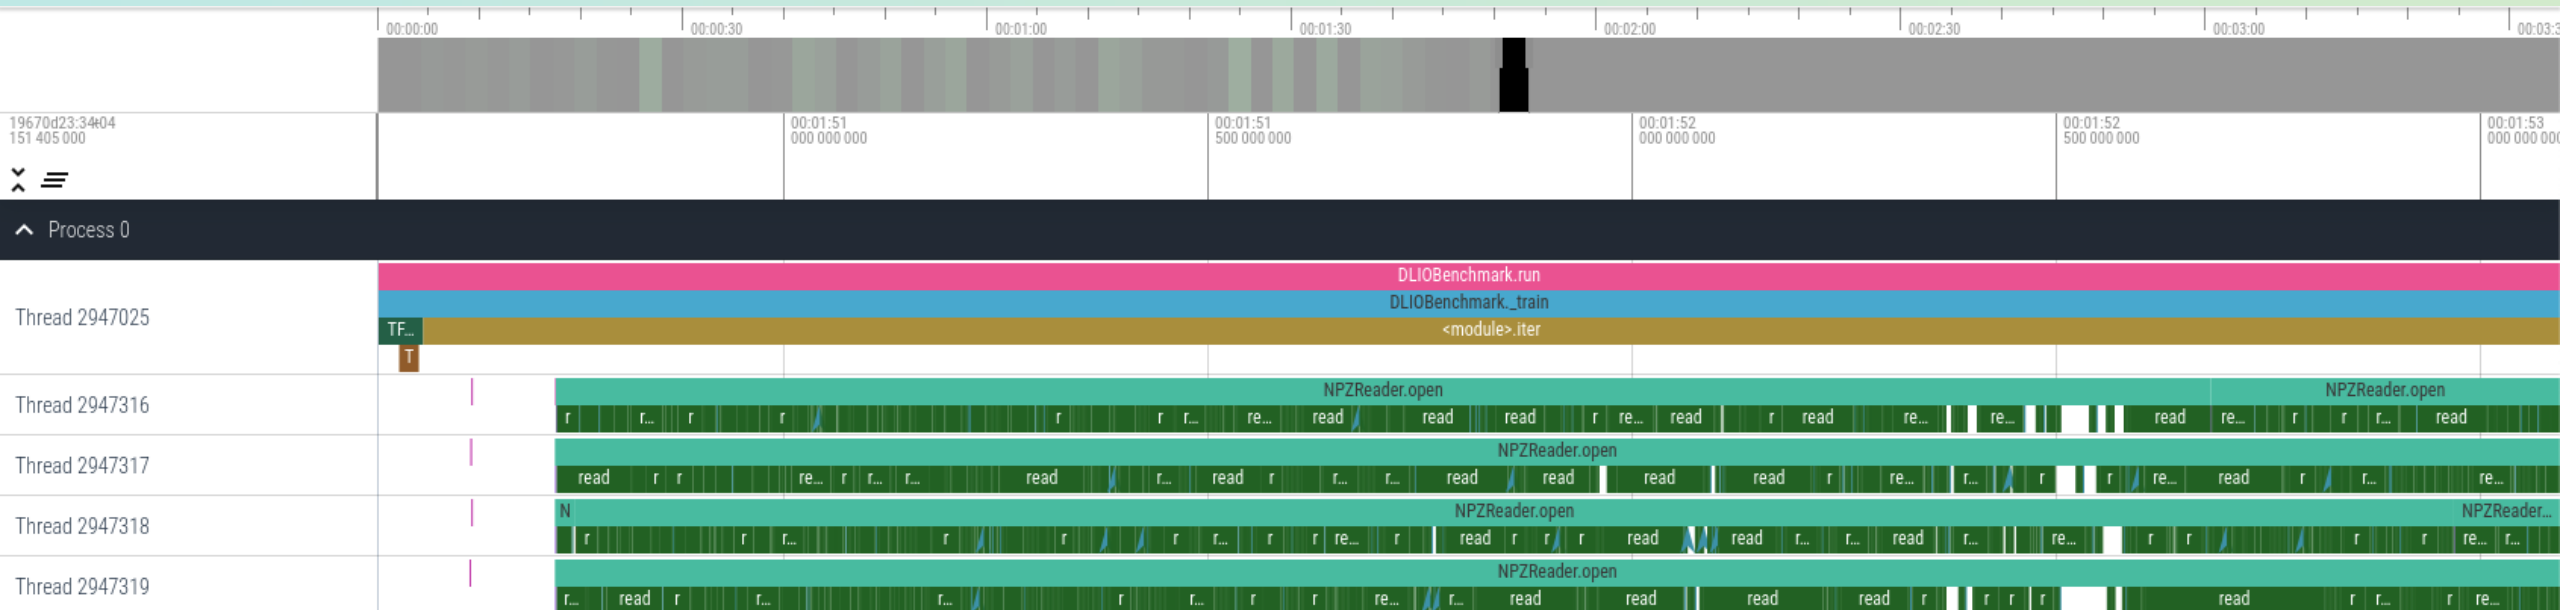 00:00:00 00:00:30 00:01:00 00:01:30 00:02:00 00:02:30 00:03:00 00:03:3
19670d23:34:04 00:01:51 00:01:51 00:01:52 00:01:52 00:01:53
151 405 000 000 000 000 500 000 000 000 000 000 500 000 000 000 000 000
Process 0
DLIOBenchmark.run
DLIOBenchmark._train
Thread 2947025
TF... <module>.iter
T
NPZReader.open NPZReader.open
Thread 2947316
r r... r r r r r... re... read read read r re... read r read re... re... read re... r r r... read
NPZReader.open
Thread 2947317
read r r re... r r... r... read r... read r r... r... read read read read r re... r... r r re... read r r... re...
N NPZReader.open NPZReader...
Thread 2947318
r r r... r r r r... r r re... r read r r r read read r... r... read r... re... r r r r re... r...
NPZReader.open
Thread 2947319
r... read r r... r... r r... r r re... r... read read read read r r r r read r r... r re...